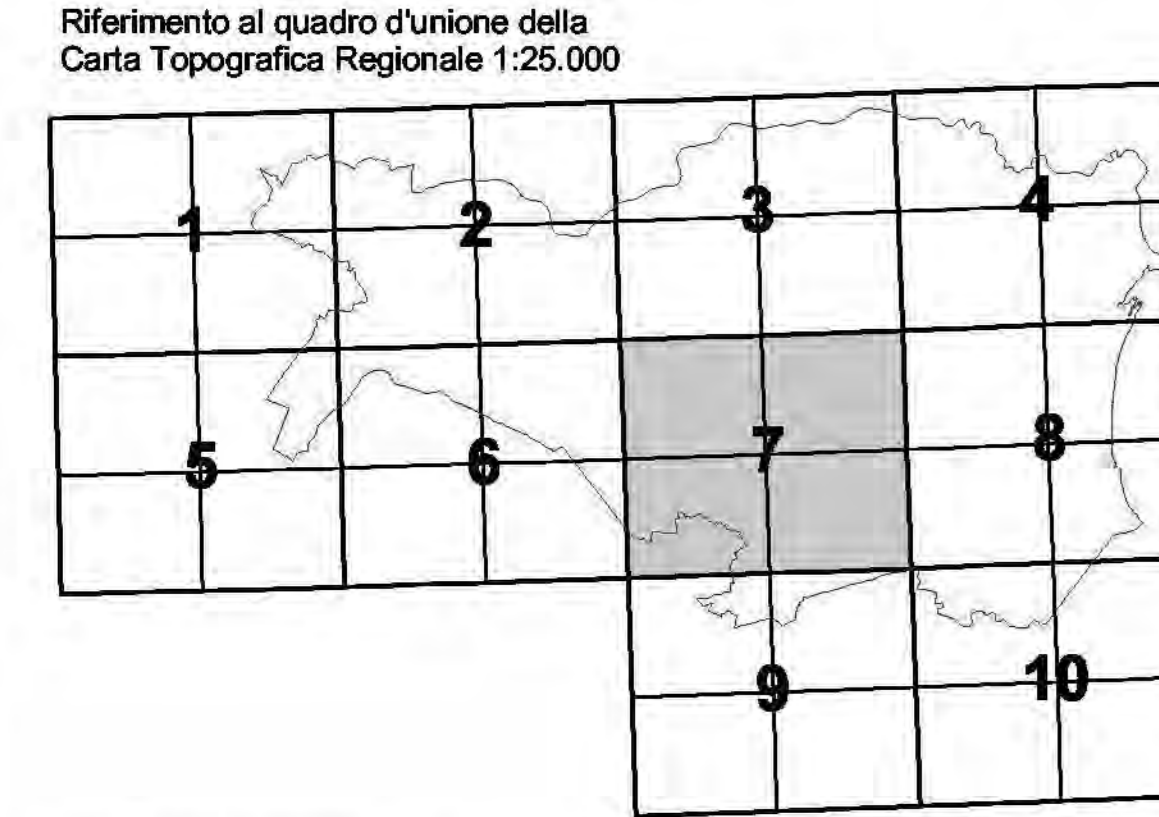 Riferimento al quadro d'unione della
Carta Topografica Regionale 1:25.000
1 2 3 4
5 6 7 8
9 10